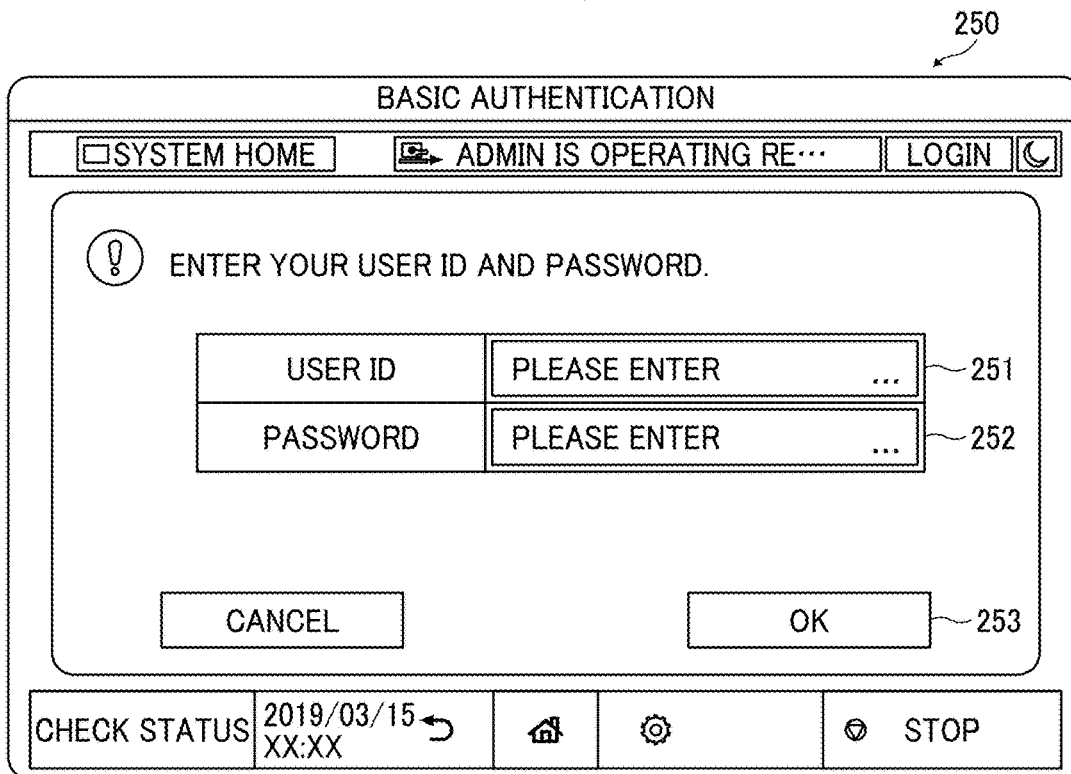 250
BASIC AUTHENTICATION
SYSTEM HOME ADMIN IS OPERATING RE… LOGIN
ENTER YOUR USER ID AND PASSWORD.
USER ID PLEASE ENTER ... 251
PASSWORD PLEASE ENTER ... 252
CANCEL OK 253
CHECK STATUS 2019/03/15 STOP
XX:XX